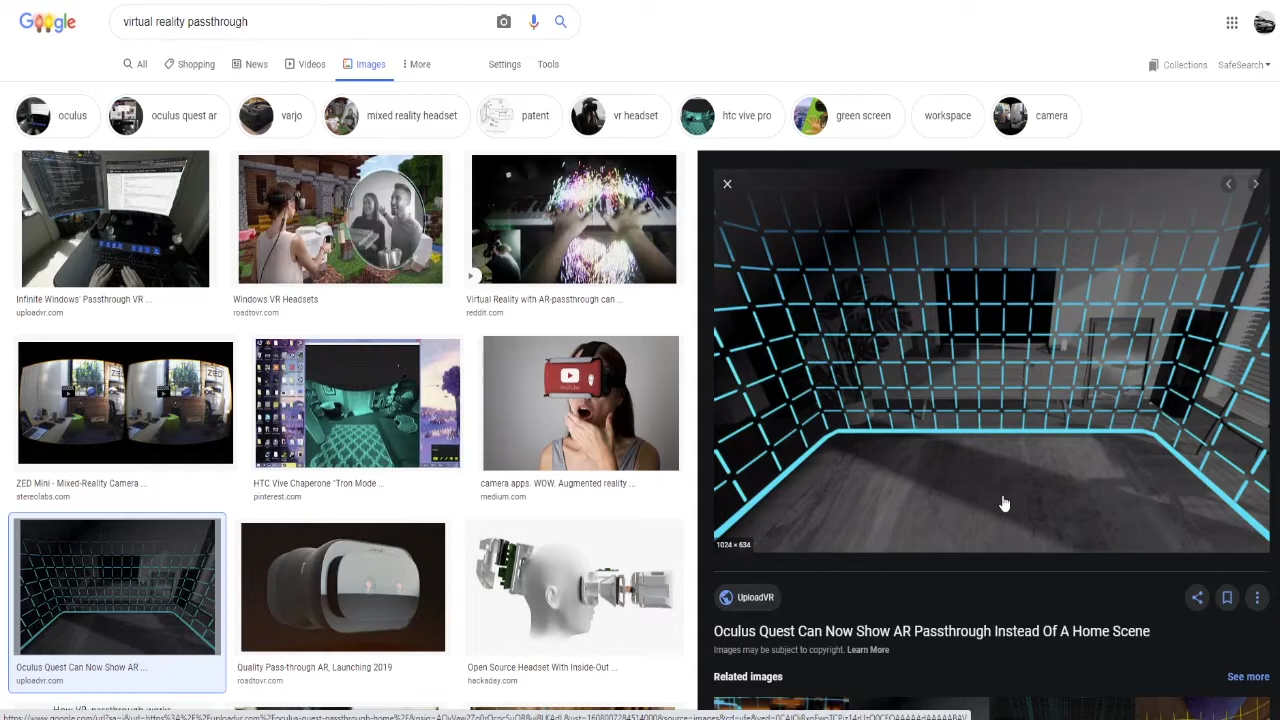 Google
virtual reality passthrough
All
Shopping
News
Videos
Images
More
Settings
Tools
Collections
SafeSearch
oculus
oculus quest ar
varjo
mixed reality headset
patent
vr headset
htc vive pro
green screen
workspace
camera
Infinite Windows' Passthrough VR ...
uploadvr.com
Windows VR Headsets
roadtovr.com
Virtual Reality with AR-passthrough can ...
reddit.com
ZED Mini - Mixed-Reality Camera ...
stereolabs.com
HTC Vive Chaperone "Tron Mode ...
pinterest.com
YouTube
camera apps. WOW. Augmented reality ...
medium.com
Oculus Quest Can Now Show AR ...
uploadvr.com
Quality Pass-through AR, Launching 2019
roadtovr.com
Open Source Headset With Inside-Out ...
hackaday.com
1024 × 634
UploadVR
Oculus Quest Can Now Show AR Passthrough Instead Of A Home Scene
Images may be subject to copyright. Learn More
Related images
See more